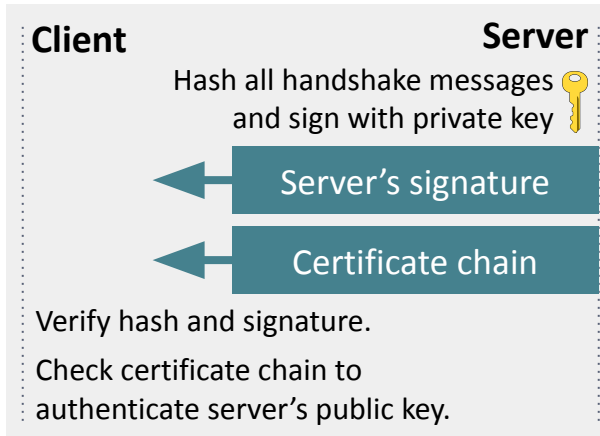 Client
Server
Hash all handshake messages
and sign with private key
Server’s signature
Certificate chain
Verify hash and signature.
Check certificate chain to
authenticate server’s public key.